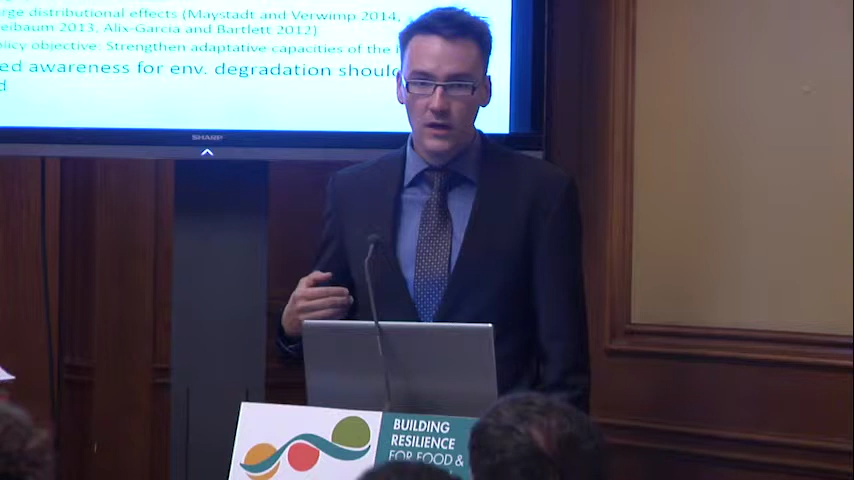 rge distributional effects (Maystadt and Verwimp 2014,
eibaum 2013, Alix-Garcia and Bartlett 2012)
olicy objective: Strengthen adaptative capacities of the
ed awareness for env. degradation should
d
SHARP
BUILDING
RESILIENCE
FOR FOOD &